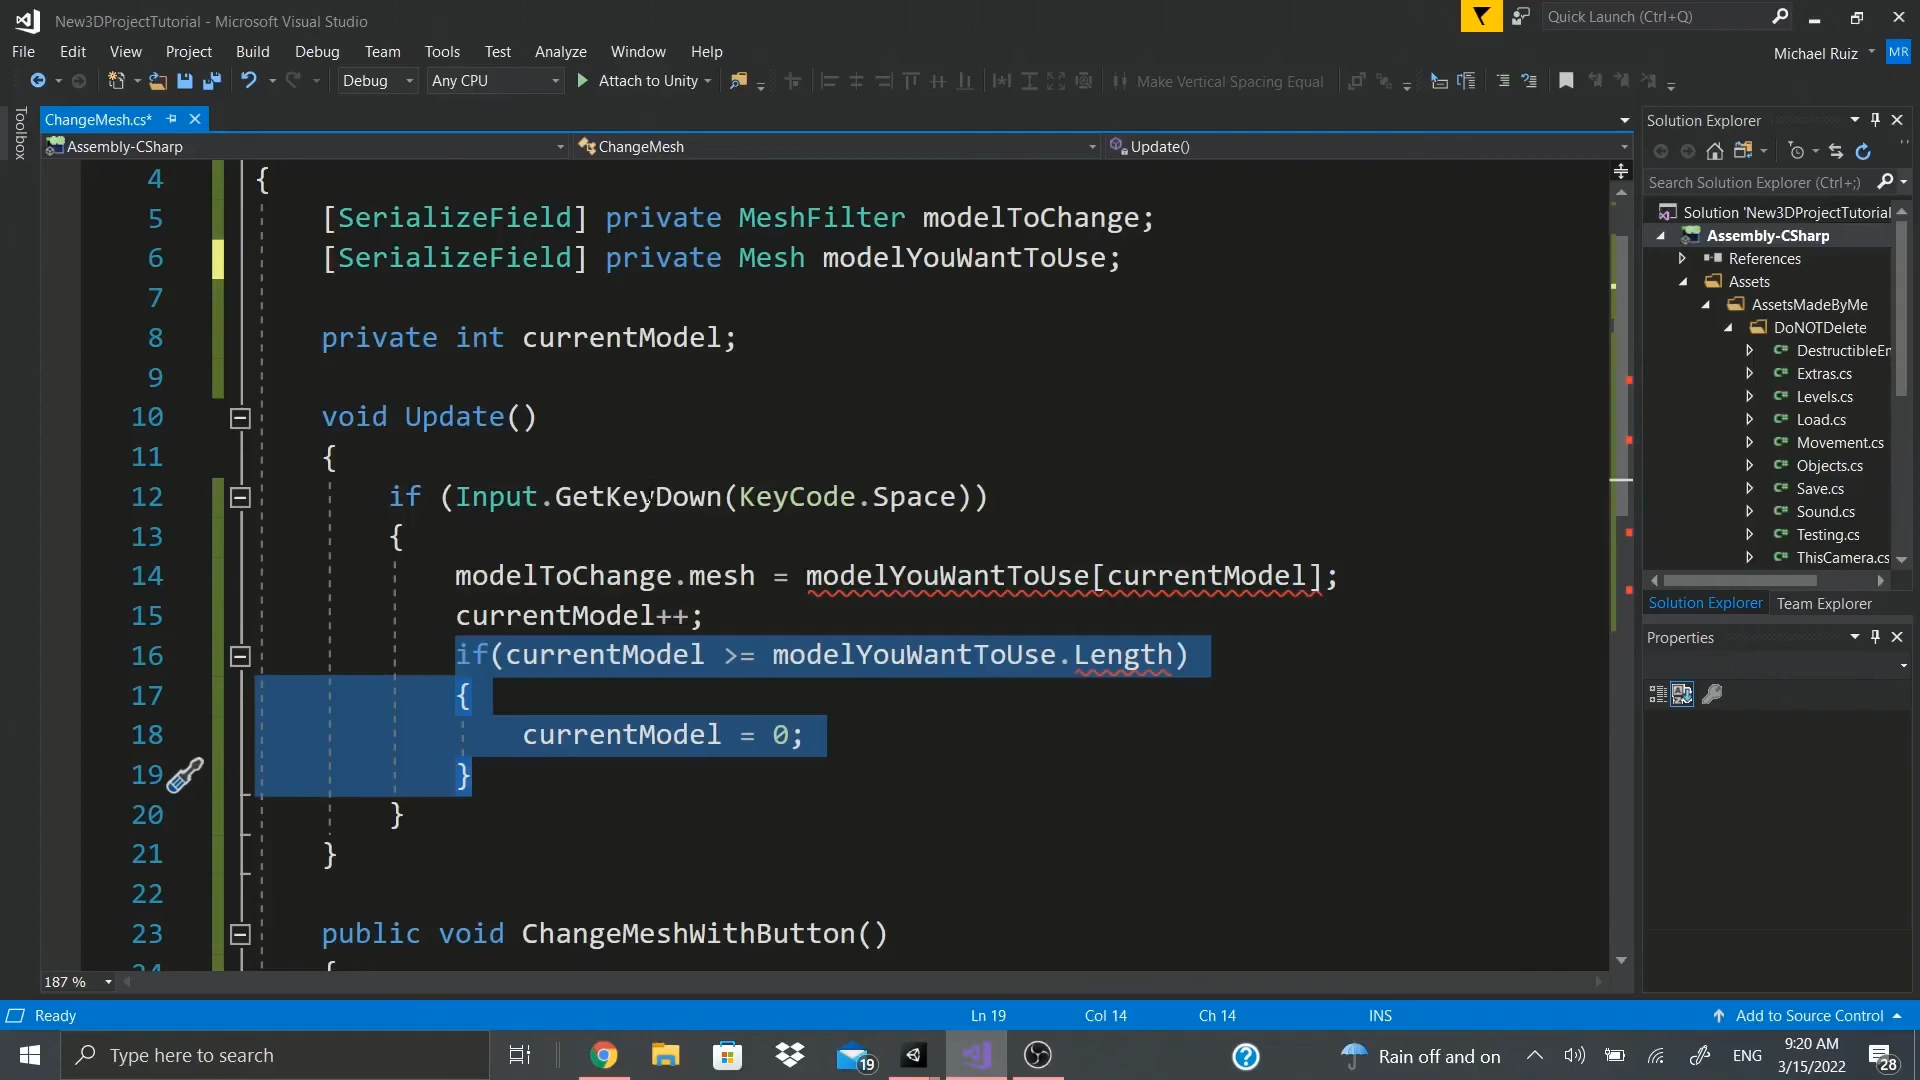 New3DProjectTutorial - Microsoft Visual Studio
Quick Launch (Ctrl+Q)
File Edit View Project Build Debug Team Tools Test Analyze Window Help
Michael Ruiz MR
Debug Any CPU Attach to Unity Make Vertical Spacing Equal
Toolbox
ChangeMesh.cs*
Assembly-CSharp ChangeMesh Update()
4 {
5 [SerializeField] private MeshFilter modelToChange;
6 [SerializeField] private Mesh modelYouWantToUse;
7
8 private int currentModel;
9
10 void Update()
11 {
12 if (Input.GetKeyDown(KeyCode.Space))
13 {
14 modelToChange.mesh = modelYouWantToUse[currentModel];
15 currentModel++;
16 if(currentModel >= modelYouWantToUse.Length)
17 {
18 currentModel = 0;
19 }
20 }
21 }
22
23 public void ChangeMeshWithButton()
24 {
187 %
Solution Explorer
Search Solution Explorer (Ctrl+;)
Solution 'New3DProjectTutorial
Assembly-CSharp
References
Assets
AssetsMadeByMe
DoNOTDelete
C# DestructibleEn
C# Extras.cs
C# Levels.cs
C# Load.cs
C# Movement.cs
C# Objects.cs
C# Save.cs
C# Sound.cs
C# Testing.cs
C# ThisCamera.cs
Solution Explorer Team Explorer
Properties
Ready Ln 19 Col 14 Ch 14 INS Add to Source Control
Type here to search 19 Rain off and on ENG 9:20 AM
3/15/2022 28